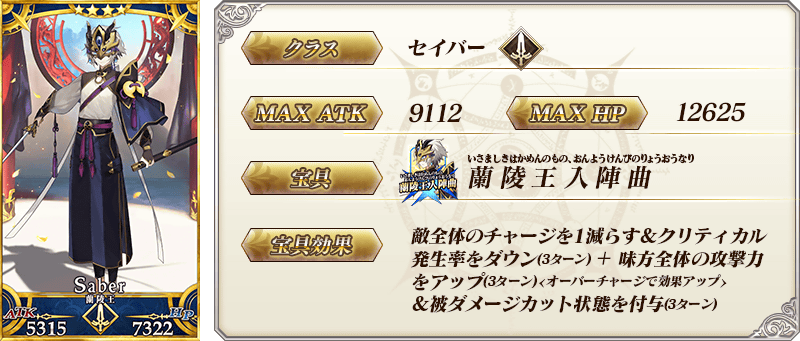 Saber
蘭陵王
ATK
5315
HP
7322
クラス
セイバー
MAX ATK
9112
MAX HP
12625
宝具
蘭陵王入陣曲
いさましきはかめんのもの、おんようけんびのりょうおうなり
蘭陵王入陣曲
宝具効果
敵全体のチャージを1減らす&クリティカル
発生率をダウン(3ターン) + 味方全体の攻撃力
をアップ(3ターン)<オーバーチャージで効果アップ>
&被ダメージカット状態を付与(3ターン)